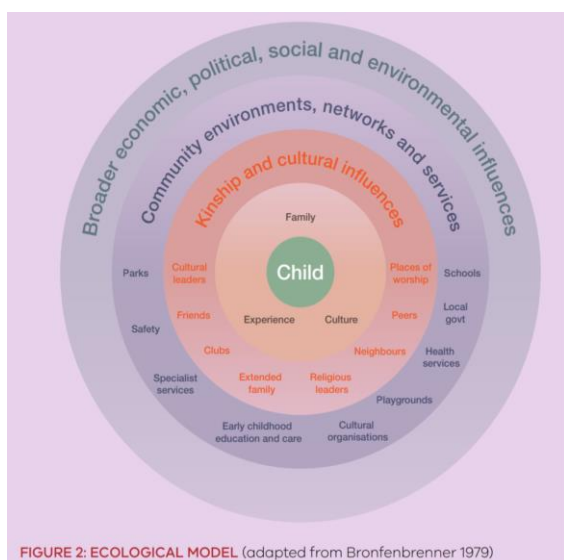 Broader economic, political, social and environmental influences
Community environments, networks and services
Kinship and cultural influences
Family
Child
Experience
Culture
Cultural
leaders
Places of
worship
Friends
Peers
Clubs
Neighbours
Extended
family
Religious
leaders
Parks
Schools
Safety
Local
govt
Health
services
Specialist
services
Playgrounds
Early childhood
education and care
Cultural
organisations
FIGURE 2: ECOLOGICAL MODEL (adapted from Bronfenbrenner 1979)